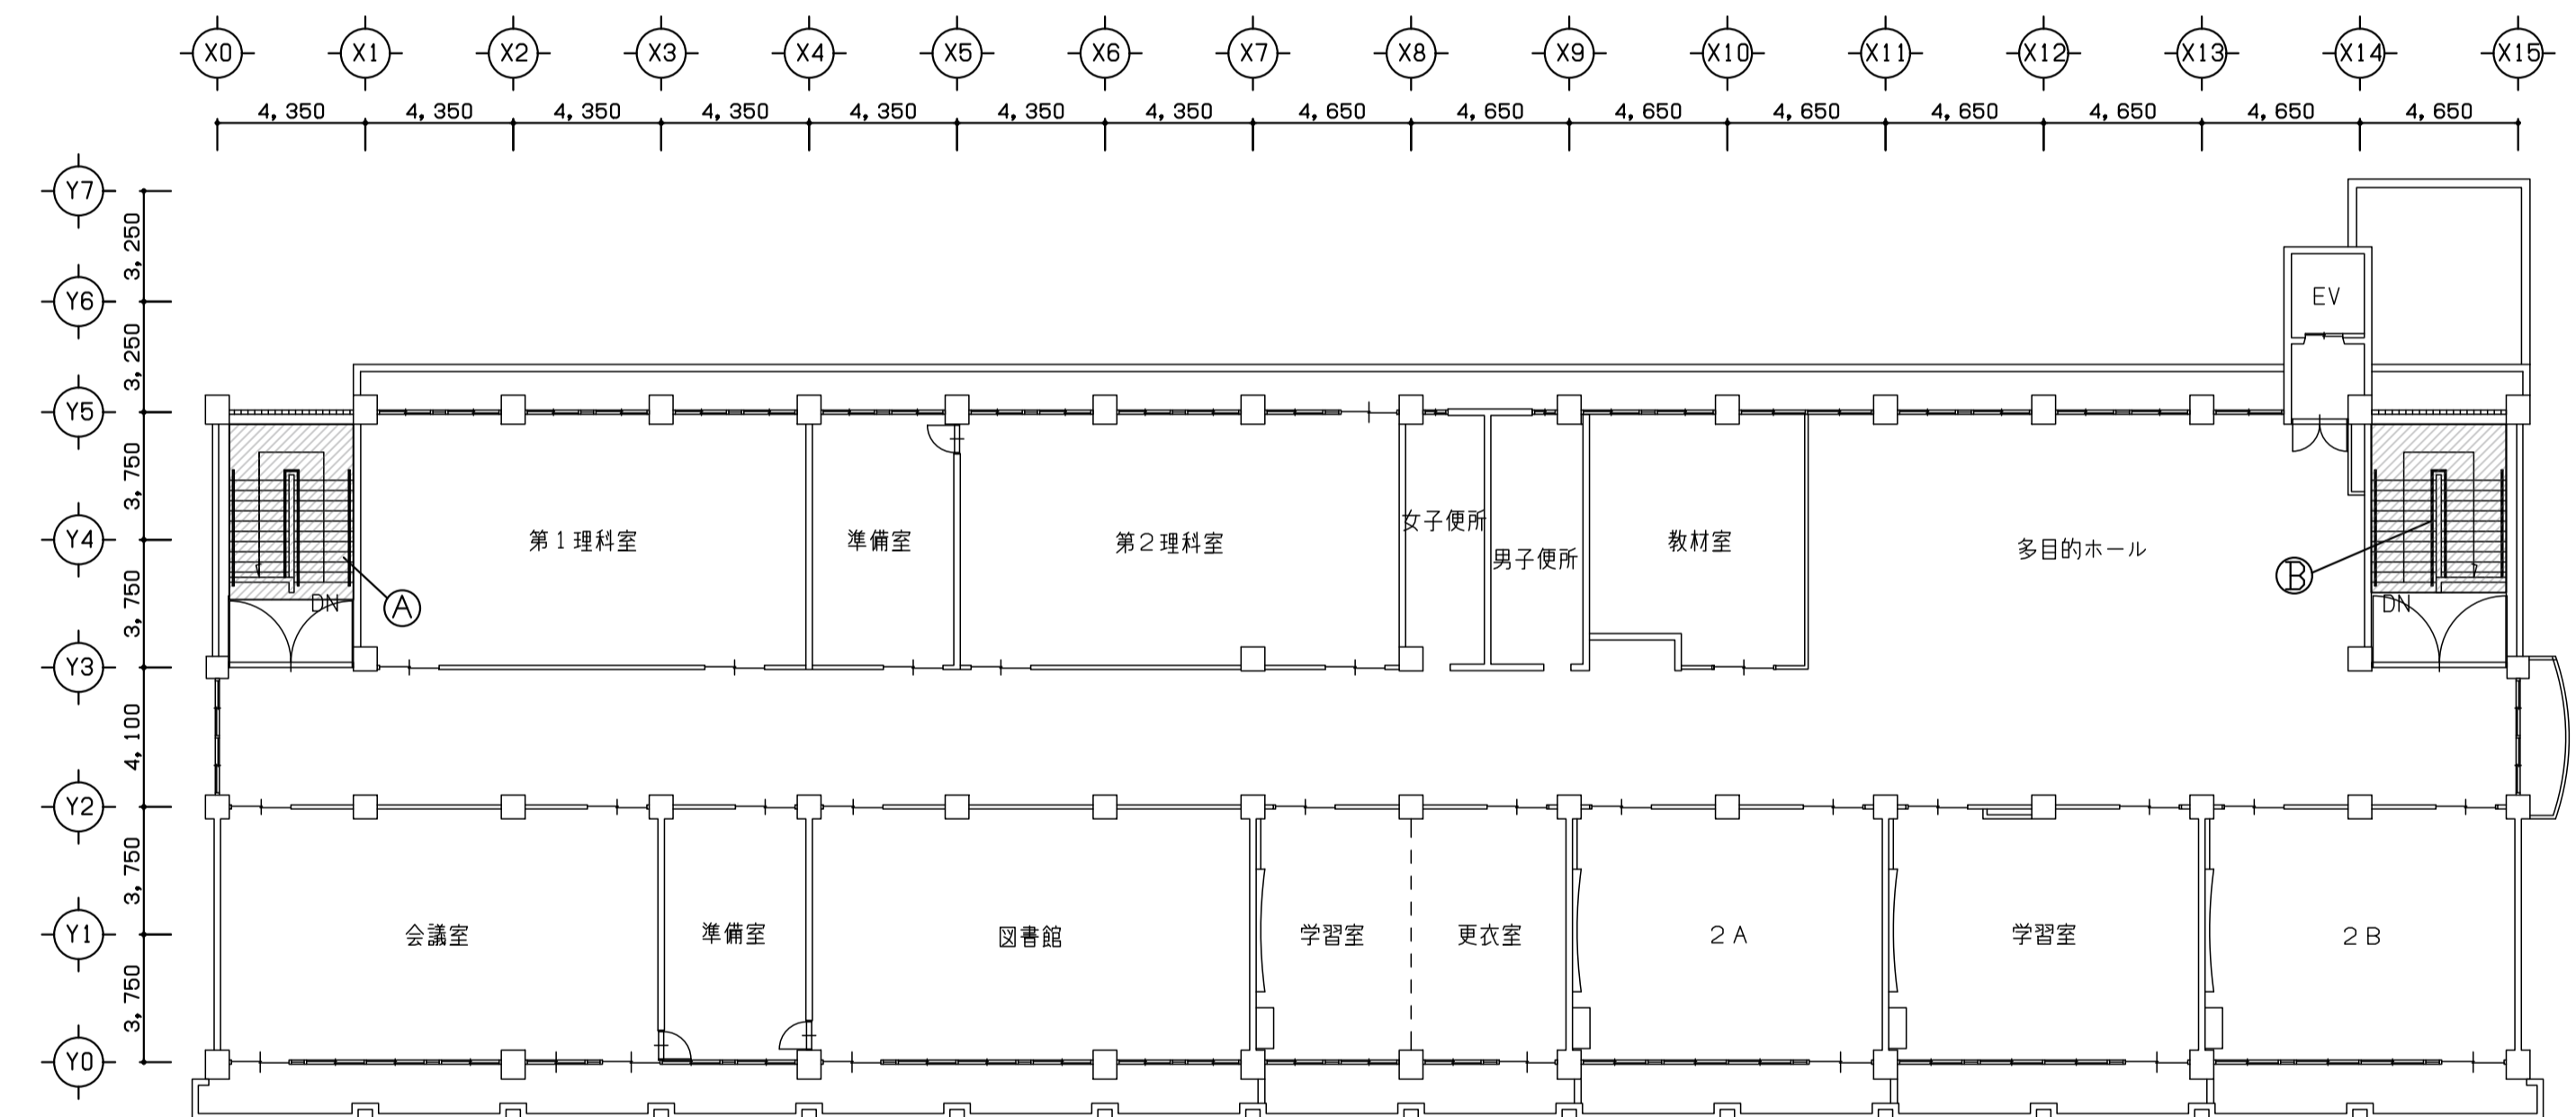 X0 X1 X2 X3 X4 X5 X6 X7 X8 X9 X10 X11 X12 X13 X14 X15
4,350 4,350 4,350 4,350 4,350 4,350 4,350 4,650 4,650 4,650 4,650 4,650 4,650 4,650 4,650
Y7
3,250
Y6
EV
3,250
Y5
3,750
Y4
第1理科室
準備室
第2理科室
女子便所
男子便所
教材室
多目的ホール
B
A
DN
DN
3,750
Y3
4,100
Y2
3,750
Y1
会議室
準備室
図書館
学習室
更衣室
2A
学習室
2B
3,750
Y0